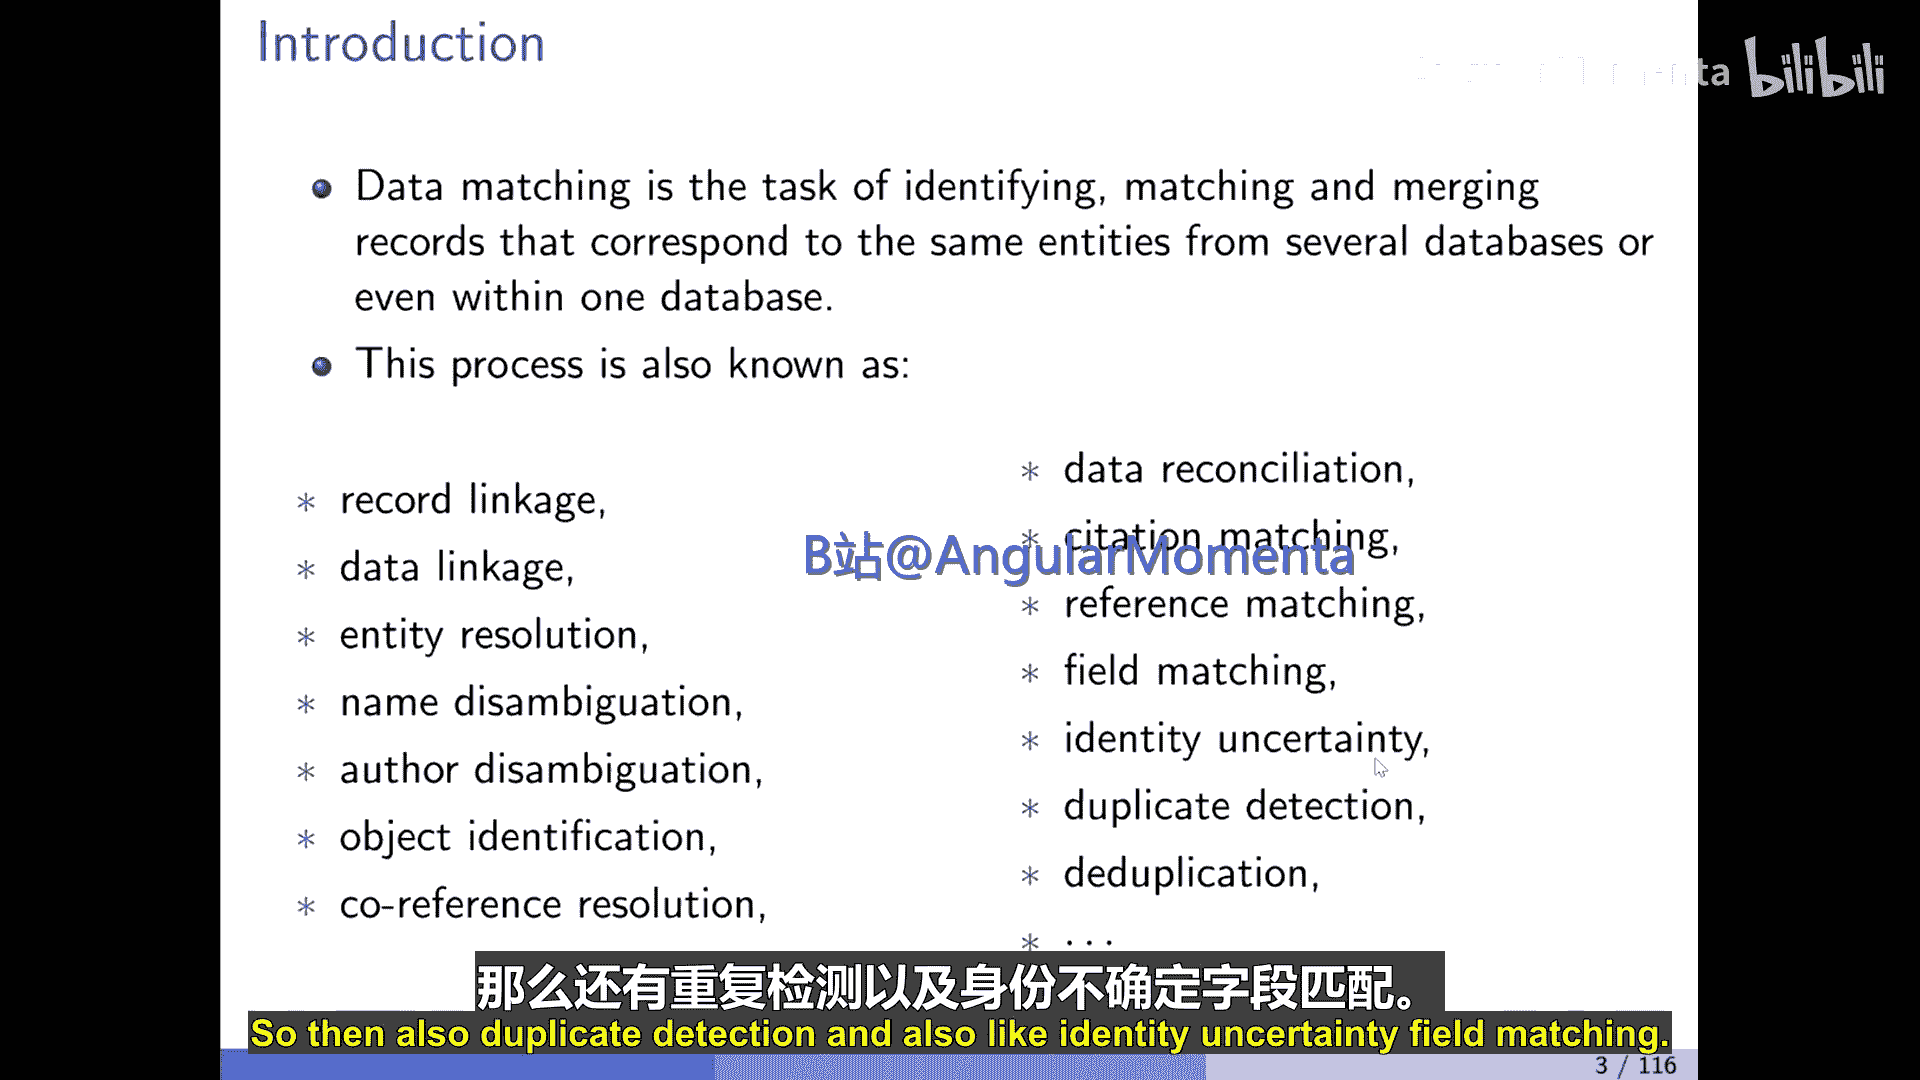 Introduction
bilibili
Data matching is the task of identifying, matching and merging
records that correspond to the same entities from several databases or
even within one database.
This process is also known as:
* record linkage,
* data linkage,
* entity resolution,
* name disambiguation,
* author disambiguation,
* object identification,
* co-reference resolution,
* data reconciliation,
* citation matching,
B站@AngularMomenta
* reference matching,
* field matching,
* identity uncertainty,
* duplicate detection,
* deduplication,
* ...
那么还有重复检测以及身份不确定字段匹配。
So then also duplicate detection and also like identity uncertainty field matching.
3 / 116